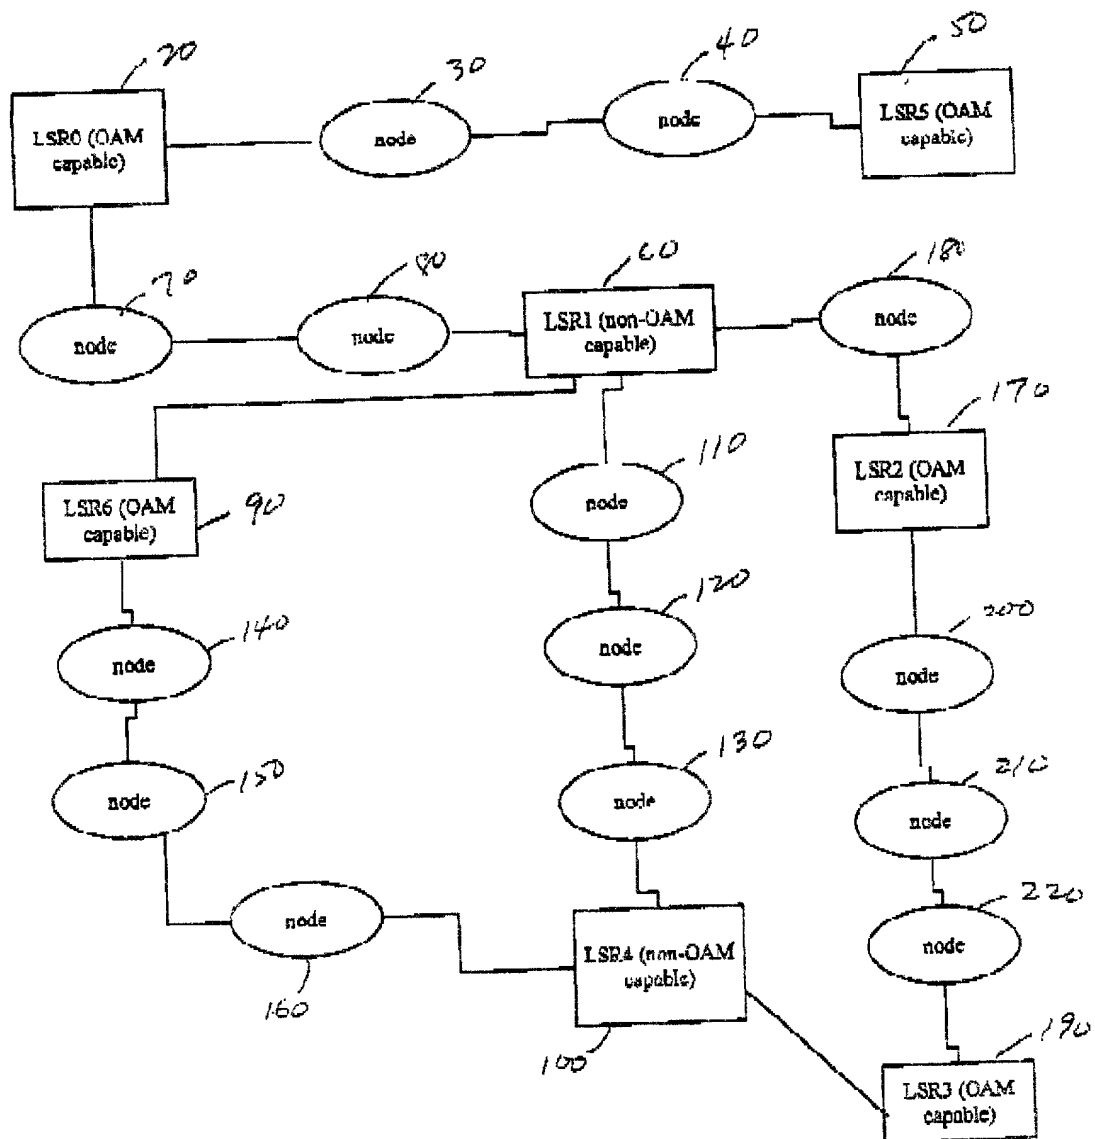 20
30
40
50
LSR0 (OAM
capable)
node
node
LSR5 (OAM
capable)
70
80
60
180
node
node
LSR1 (non-OAM
capable)
node
170
110
LSR2 (OAM
capable)
LSR6 (OAM
capable)
90
node
120
200
140
node
node
node
130
210
150
node
node
node
220
node
node
LSR4 (non-OAM
capable)
160
100
190
LSR3 (OAM
capable)